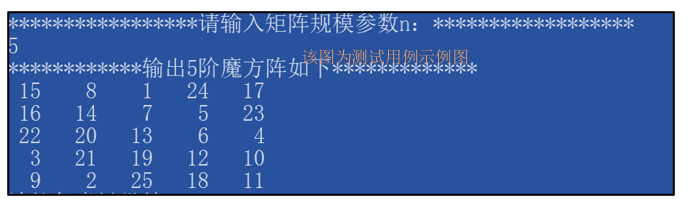 *****************请输入矩阵规模参数n: ******************
5
该图为测试用例示例图
************输出5阶魔方阵如下*************
15 8 1 24 17
16 14 7 5 23
22 20 13 6 4
3 21 19 12 10
9 2 25 18 11